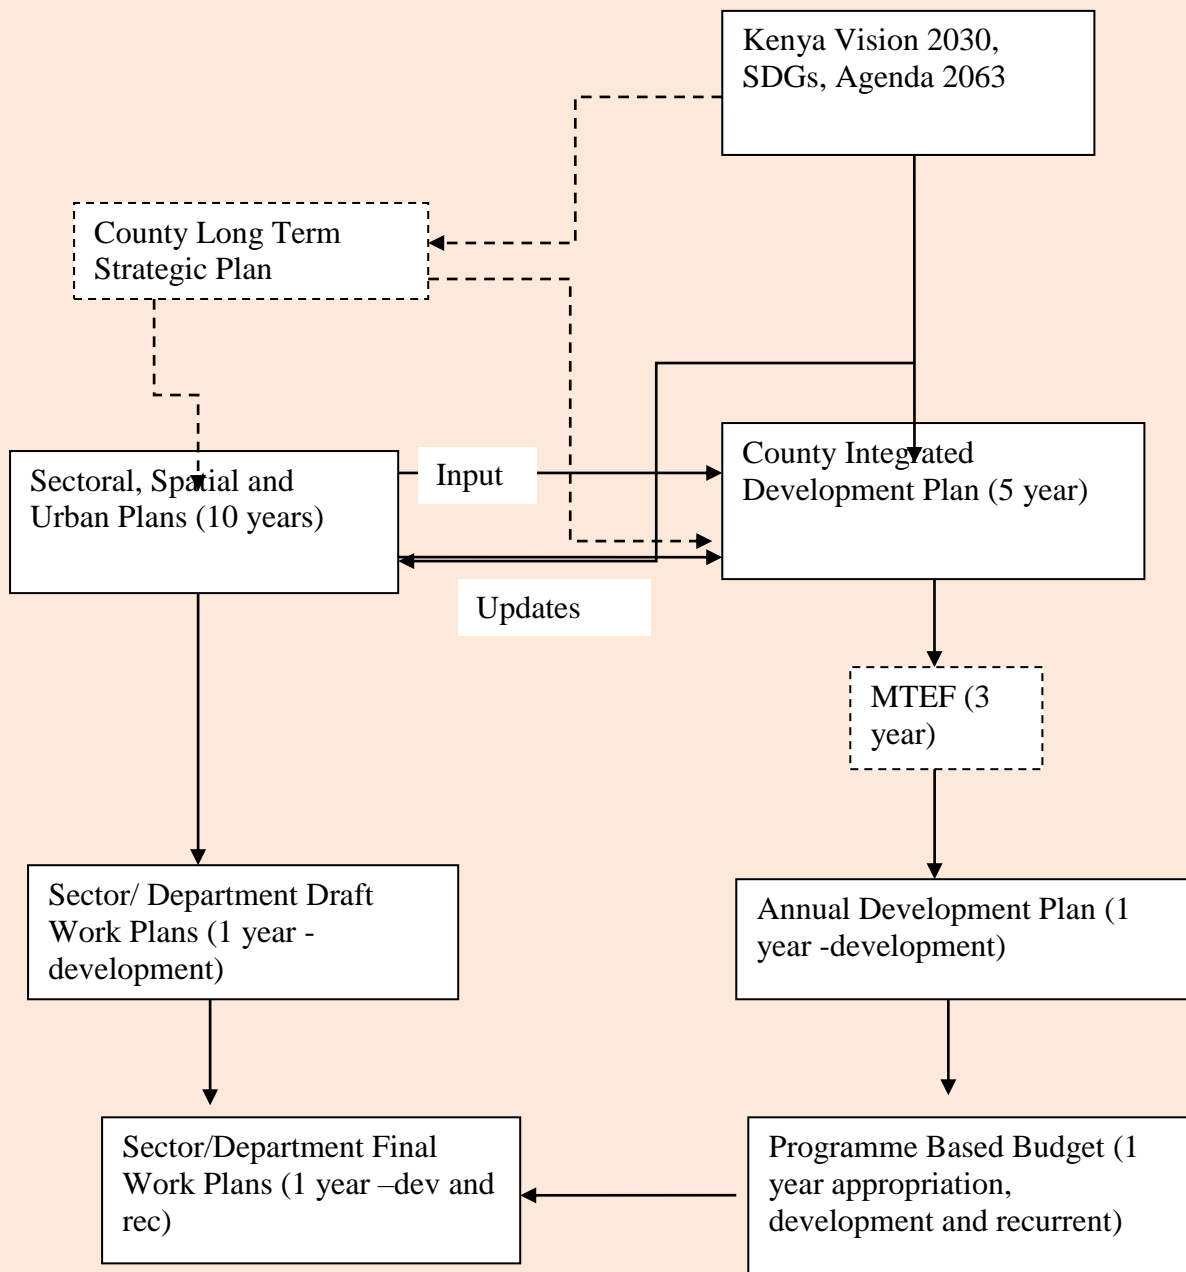 Kenya Vision 2030,
SDGs, Agenda 2063
County Long Term
Strategic Plan
Sectoral, Spatial and
Urban Plans (10 years)
Input
County Integrated
Development Plan (5 year)
Updates
MTEF (3
year)
Sector/ Department Draft
Work Plans (1 year -
development)
Annual Development Plan (1
year -development)
Sector/Department Final
Work Plans (1 year –dev and
rec)
Programme Based Budget (1
year appropriation,
development and recurrent)